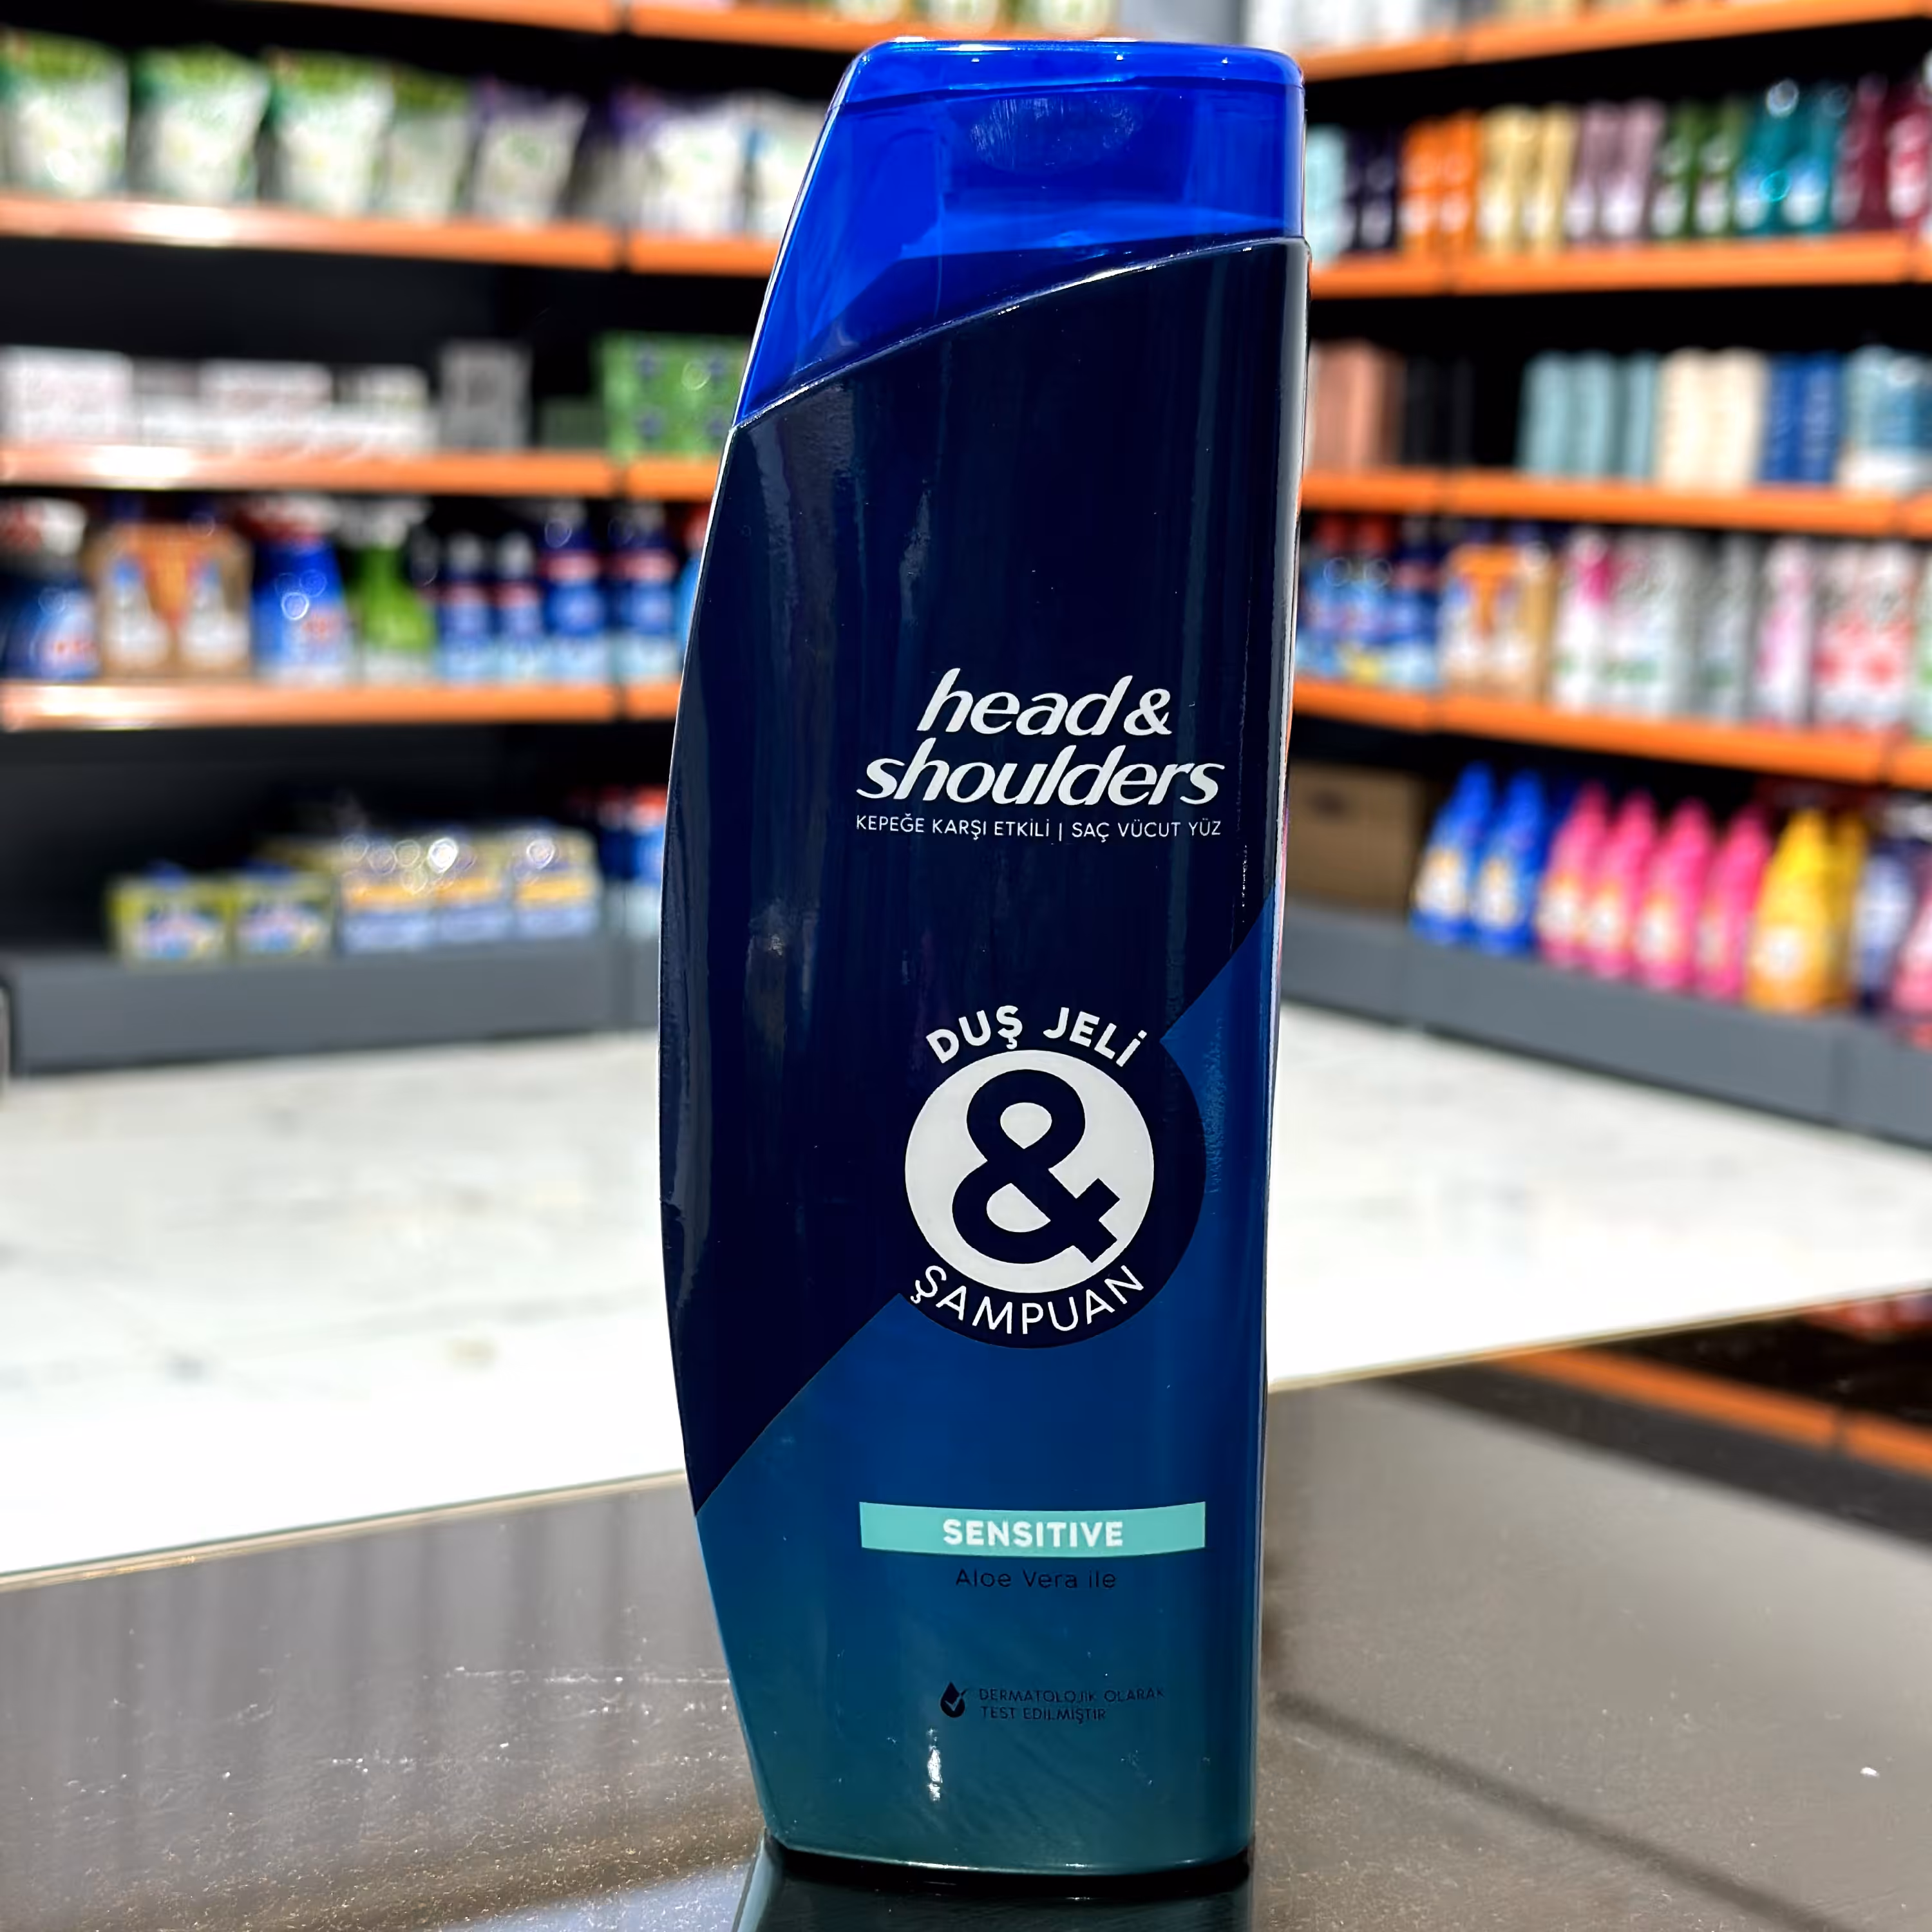 head&
shoulders
KEPEĞE KARŞI ETKİLİ | SAÇ VÜCUT YÜZ
DUŞ JELİ
&
ŞAMPUAN
SENSITIVE
Aloe Vera ile
DERMATOLOJİK OLARAK
TEST EDİLMİŞTİR